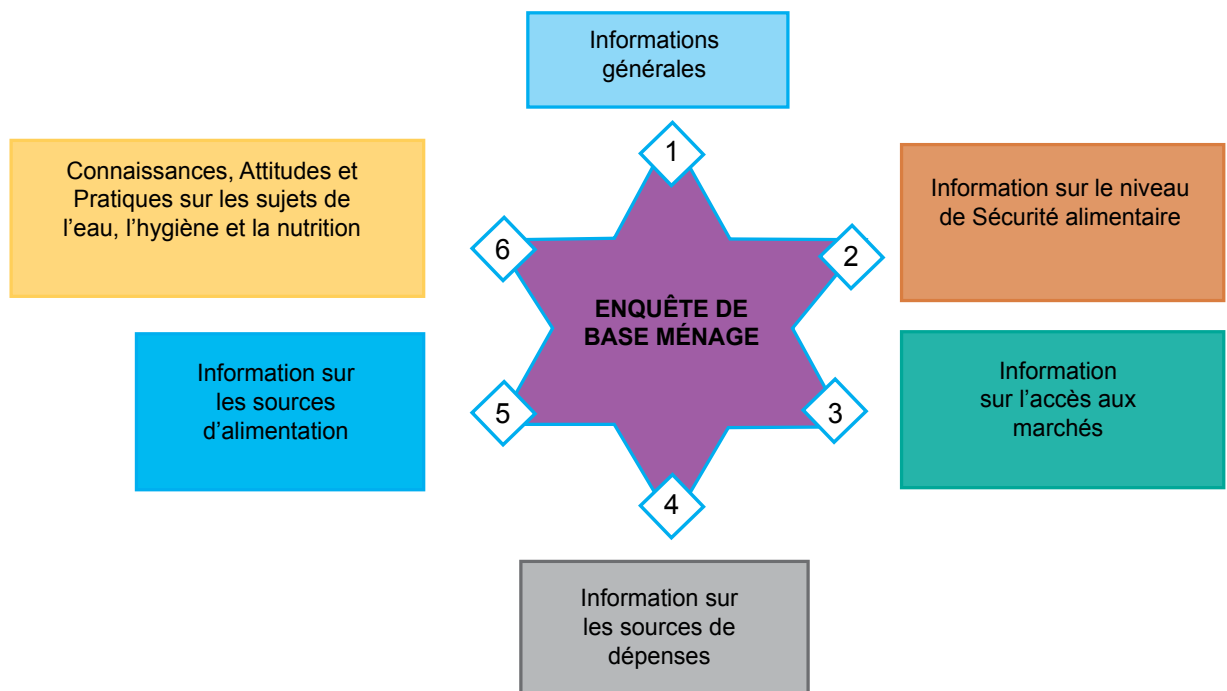 Informations
générales
1
Connaissances, Attitudes et
Pratiques sur les sujets de
l’eau, l’hygiène et la nutrition
6
Information sur le niveau
de Sécurité alimentaire
2
ENQUÊTE DE
BASE MÉNAGE
Information sur
les sources
d’alimentation
5
Information
sur l’accès aux
marchés
3
4
Information sur
les sources de
dépenses